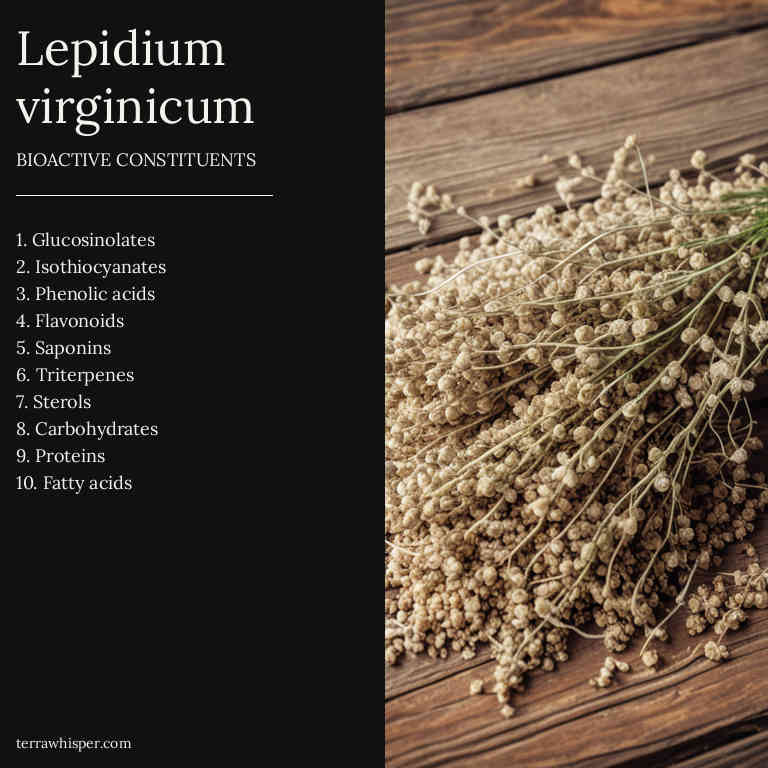 Lepidium
virginicum
BIOACTIVE CONSTITUENTS
1. Glucosinolates
2. Isothiocyanates
3. Phenolic acids
4. Flavonoids
5. Saponins
6. Triterpenes
7. Sterols
8. Carbohydrates
9. Proteins
10. Fatty acids
terrawhisper.com